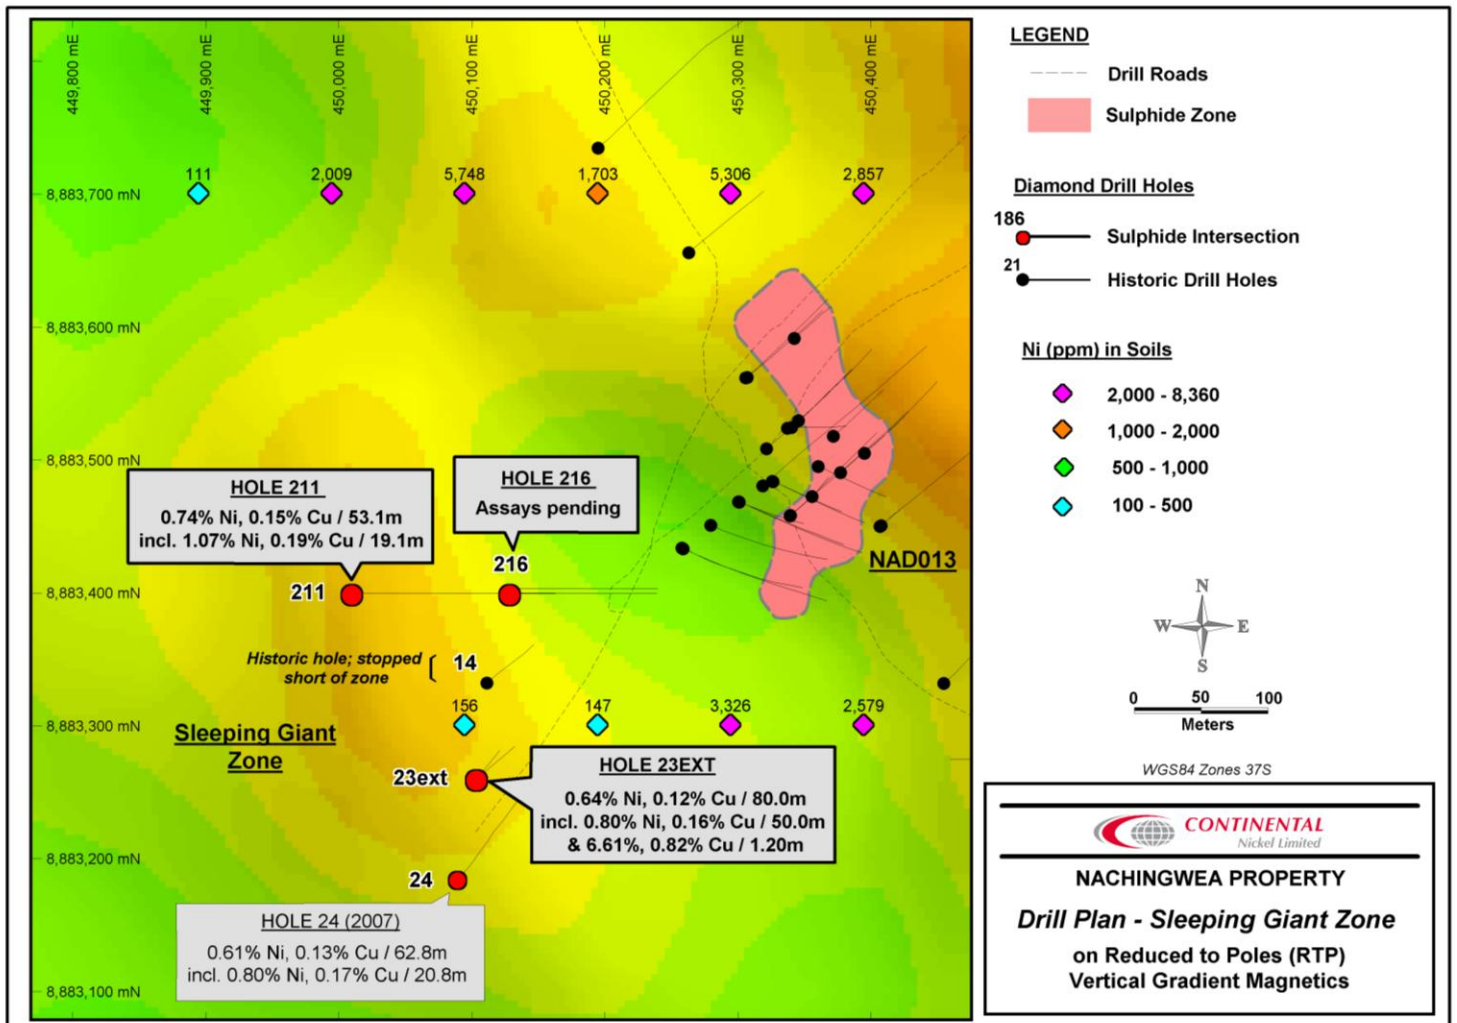 449,800 mE
449,900 mE
450,000 mE
450,100 mE
450,200 mE
450,300 mE
450,400 mE
8,883,700 mN
8,883,600 mN
8,883,500 mN
8,883,400 mN
8,883,300 mN
8,883,200 mN
8,883,100 mN
111
2,009
5,748
1,703
5,306
2,857
HOLE 211
0.74% Ni, 0.15% Cu / 53.1m
incl. 1.07% Ni, 0.19% Cu / 19.1m
HOLE 216
Assays pending
216
211
NAD013
Historic hole; stopped
short of zone
14
156
147
3,326
2,579
Sleeping Giant
Zone
23ext
HOLE 23EXT
0.64% Ni, 0.12% Cu / 80.0m
incl. 0.80% Ni, 0.16% Cu / 50.0m
& 6.61%, 0.82% Cu / 1.20m
24
HOLE 24 (2007)
0.61% Ni, 0.13% Cu / 62.8m
incl. 0.80% Ni, 0.17% Cu / 20.8m
LEGEND
Drill Roads
Sulphide Zone
Diamond Drill Holes
186
Sulphide Intersection
21
Historic Drill Holes
Ni (ppm) in Soils
2,000 - 8,360
1,000 - 2,000
500 - 1,000
100 - 500
N
W E
S
0 50 100
Meters
WGS84 Zones 37S
CONTINENTAL
Nickel Limited
NACHINGWEA PROPERTY
Drill Plan - Sleeping Giant Zone
on Reduced to Poles (RTP)
Vertical Gradient Magnetics